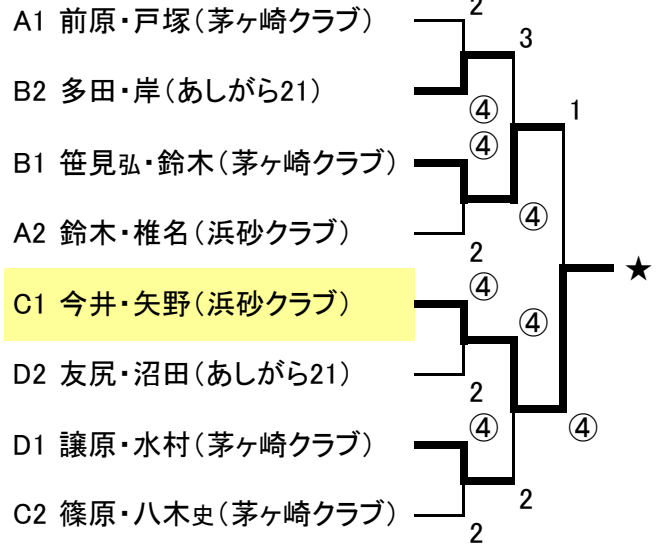 A1 前原・戸塚(茅ヶ崎クラブ)
2
3
B2 多田・岸(あしがら21)
④
1
④
B1 笹見弘・鈴木(茅ヶ崎クラブ)
④
A2 鈴木・椎名(浜砂クラブ)
2
★
④
C1 今井・矢野(浜砂クラブ)
④
D2 友尻・沼田(あしがら21)
2
④
④
D1 譲原・水村(茅ヶ崎クラブ)
2
C2 篠原・八木史(茅ヶ崎クラブ)
2